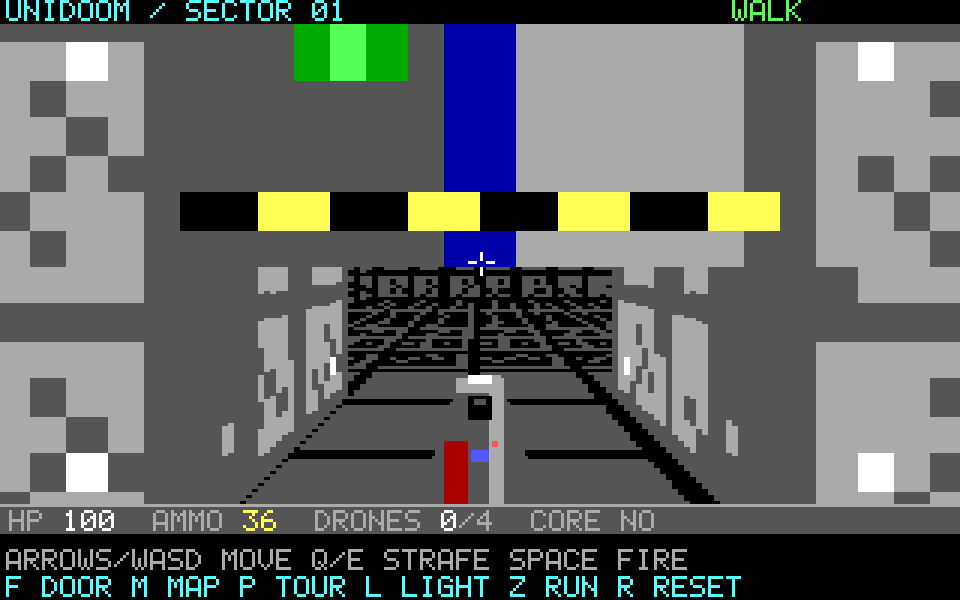 UNIDOOM / SECTOR 01 WALK
HP 100 AMMO 36 DRONES 0/4 CORE NO
ARROWS/WASD MOVE Q/E STRAFE SPACE FIRE
F DOOR M MAP P TOUR L LIGHT Z RUN R RESET